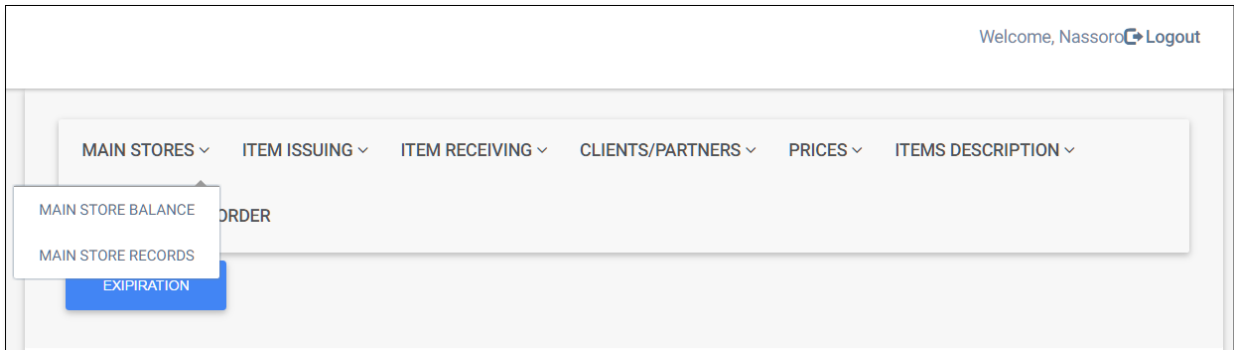 Welcome, Nassoro Logout
MAIN STORES ITEM ISSUING ITEM RECEIVING CLIENTS/PARTNERS PRICES ITEMS DESCRIPTION
MAIN STORE BALANCE
ORDER
MAIN STORE RECORDS
EXIPIRATION